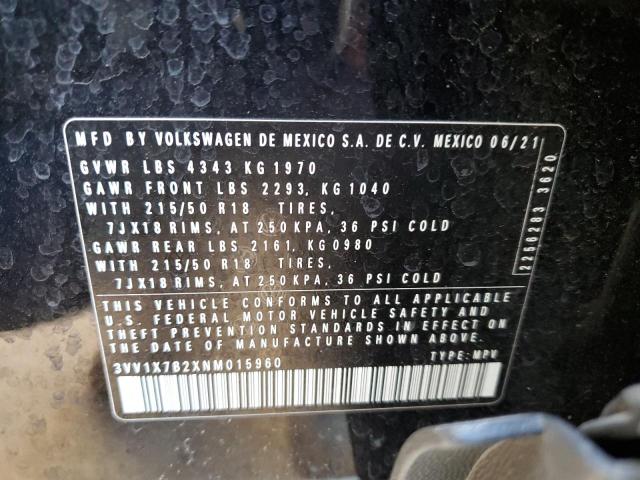 MFD BY VOLKSWAGEN DE MEXICO S.A. DE C.V. MEXICO 06/21
GVWR LBS 4343 KG 1970
GAWR FRONT LBS 2293, KG 1040
WITH 215/50 R18 TIRES,
7JX18 RIMS, AT 250 KPA, 36 PSI COLD
GAWR REAR LBS 2161, KG 0980
WITH 215/50 R18 TIRES,
7JX18 RIMS, AT 250 KPA, 36 PSI COLD
THIS VEHICLE CONFORMS TO ALL APPLICABLE
U.S. FEDERAL MOTOR VEHICLE SAFETY AND
THEFT PREVENTION STANDARDS IN EFFECT ON
THE DATE OF MANUFACTURE SHOWN ABOVE.
3VV1X7B2XNM015960 TYPE: MPV
2256283 3620